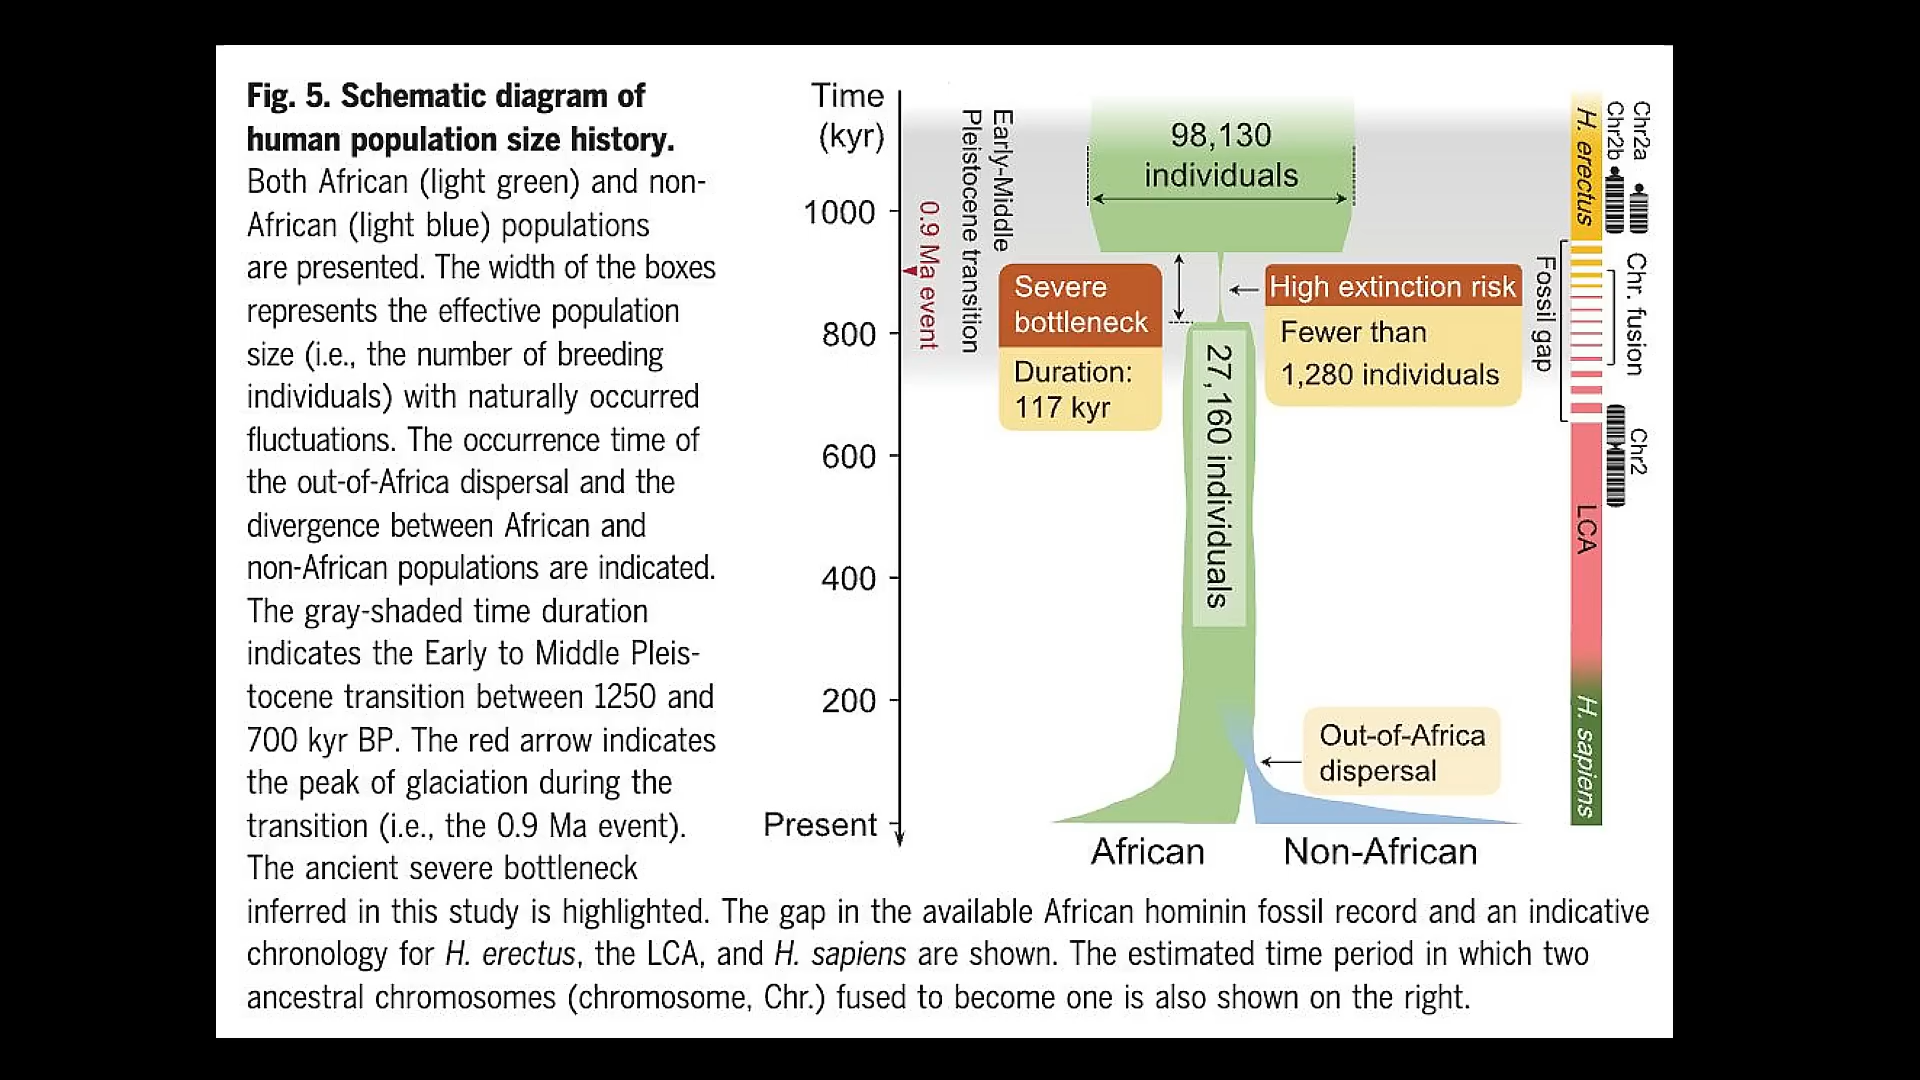 Fig. 5. Schematic diagram of
human population size history.
Both African (light green) and non-
African (light blue) populations
are presented. The width of the boxes
represents the effective population
size (i.e., the number of breeding
individuals) with naturally occurred
fluctuations. The occurrence time of
the out-of-Africa dispersal and the
divergence between African and
non-African populations are indicated.
The gray-shaded time duration
indicates the Early to Middle Pleis-
tocene transition between 1250 and
700 kyr BP. The red arrow indicates
the peak of glaciation during the
transition (i.e., the 0.9 Ma event).
The ancient severe bottleneck
inferred in this study is highlighted. The gap in the available African hominin fossil record and an indicative
chronology for H. erectus, the LCA, and H. sapiens are shown. The estimated time period in which two
ancestral chromosomes (chromosome, Chr.) fused to become one is also shown on the right.
Time
(kyr)
1000
800
600
400
200
Present
0.9 Ma event
Early-Middle
Pleistocene transition
98,130
individuals
Severe
bottleneck
Duration:
117 kyr
High extinction risk
Fewer than
1,280 individuals
27,160 individuals
Out-of-Africa
dispersal
African
Non-African
Fossil gap
H. erectus
LCA
H. sapiens
Chr2a
Chr2b
Chr. fusion
Chr2